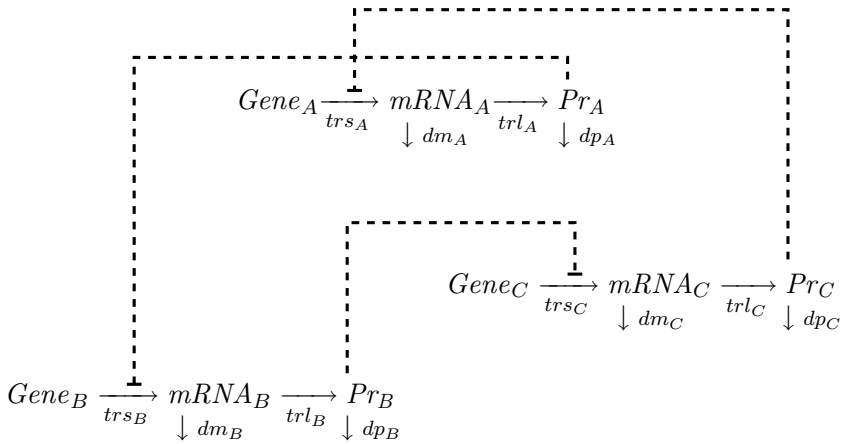 Gene_A mRNA_A Pr_A
trs_A trl_A
dm_A dp_A
Gene_C mRNA_C Pr_C
trs_C trl_C
dm_C dp_C
Gene_B mRNA_B Pr_B
trs_B trl_B
dm_B dp_B